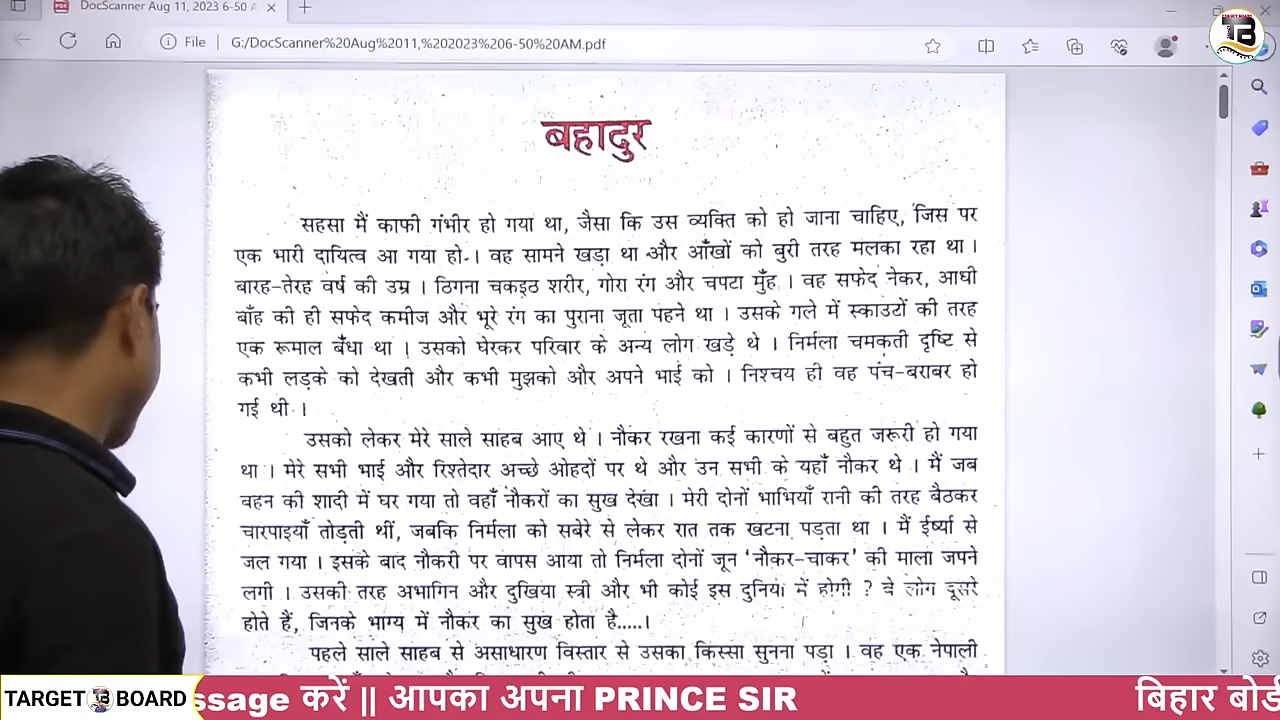 DocScanner Aug 11, 2023 6-50
File
G:/DocScanner%20Aug%2011,%202023%206-50%20AM.pdf
TARGET BOARD
TB
बहादुर
सहसा मैं काफी गंभीर हो गया था, जैसा कि उस व्यक्ति को हो जाना चाहिए, जिस पर
एक भारी दायित्व आ गया हो । वह सामने खड़ा था और आँखों को बुरी तरह मलका रहा था ।
बारह-तेरह वर्ष की उम्र । ठिगना चकइठ शरीर, गोरा रंग और चपटा मुँह । वह सफेद नेकर, आधी
बाँह की ही सफेद कमीज और भूरे रंग का पुराना जूता पहने था । उसके गले में स्काउटों की तरह
एक रूमाल बँधा था । उसको घेरकर परिवार के अन्य लोग खड़े थे । निर्मला चमकती दृष्टि से
कभी लड़के को देखती और कभी मुझको और अपने भाई को । निश्चय ही वह पंच-बराबर हो
गई थी ।
उसको लेकर मेरे साले साहब आए थे । नौकर रखना कई कारणों से बहुत जरूरी हो गया
था । मेरे सभी भाई और रिश्तेदार अच्छे ओहदों पर थे और उन सभी के यहाँ नौकर थे । मैं जब
बहन की शादी में घर गया तो वहाँ नौकरों का सुख देखा । मेरी दोनों भाभियाँ रानी की तरह बैठकर
चारपाइयाँ तोड़ती थीं, जबकि निर्मला को सबेरे से लेकर रात तक खटना पड़ता था । मैं ईर्ष्या से
जल गया । इसके बाद नौकरी वापस आया तो निर्मला दोनों जून ‘नौकर-चाकर’ की माला जपने
लगी । उसकी तरह अभागिन और दुखिया स्त्री और भी कोई इस दुनिया में होगी ? वे लोग दूसरे
होते हैं, जिनके भाग्य में नौकर का सुख होता है.....।
पहले साले साहब से असाधारण विस्तार से उसका किस्सा सुनना पड़ा । वह एक नेपाली
TARGET TB BOARD
ssage करें || आपका अपना PRINCE SIR
बिहार बोर्ड